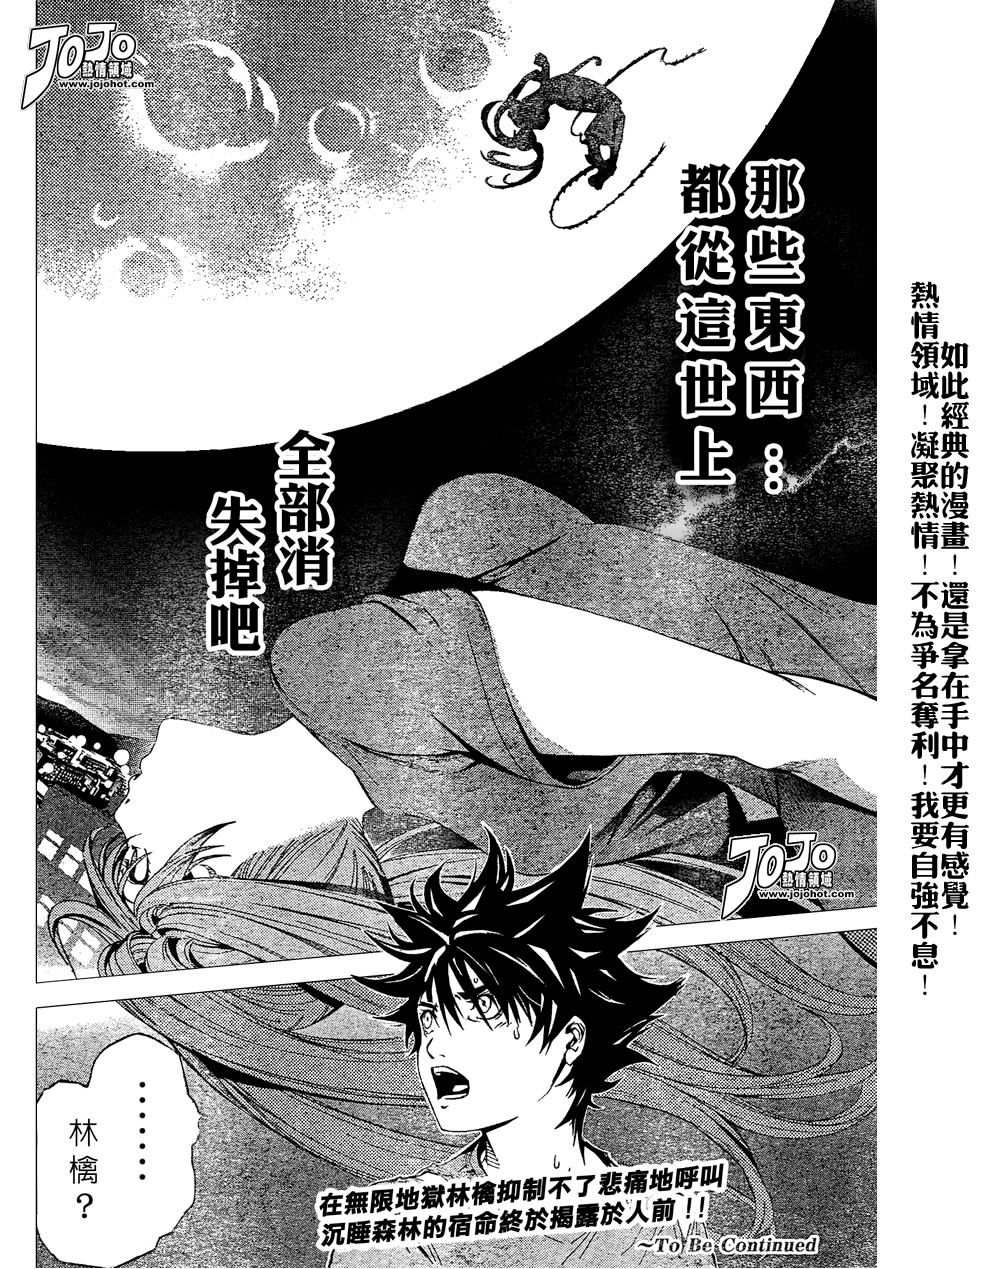 JOJO
熱情領域
www.jojohot.com
那些東西…
都從這世上
全部消
失掉吧
如此經典的漫畫！還是拿在手中才更有感覺！
熱情領域！凝聚熱情！不為爭名奪利！我要自強不息！
JOJO
熱情領域
www.jojohot.com
……
林檎？
在無限地獄林檎抑制不了悲痛地呼叫
沉睡森林的宿命終於揭露於人前！！
~To Be Continued